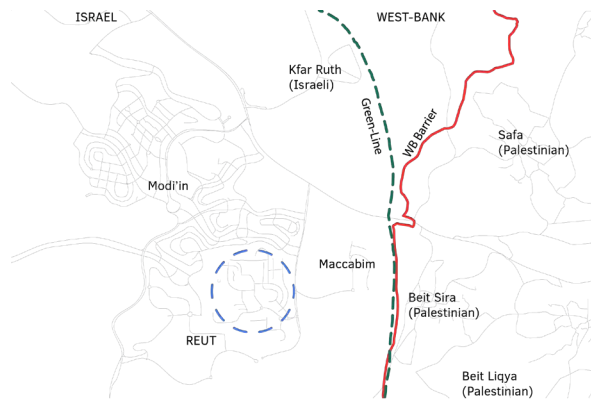 ISRAEL
WEST-BANK
Kfar Ruth
(Israeli)
Green-Line
WB Barrier
Safa
(Palestinian)
Modi'in
Maccabim
Beit Sira
(Palestinian)
REUT
Beit Liqya
(Palestinian)